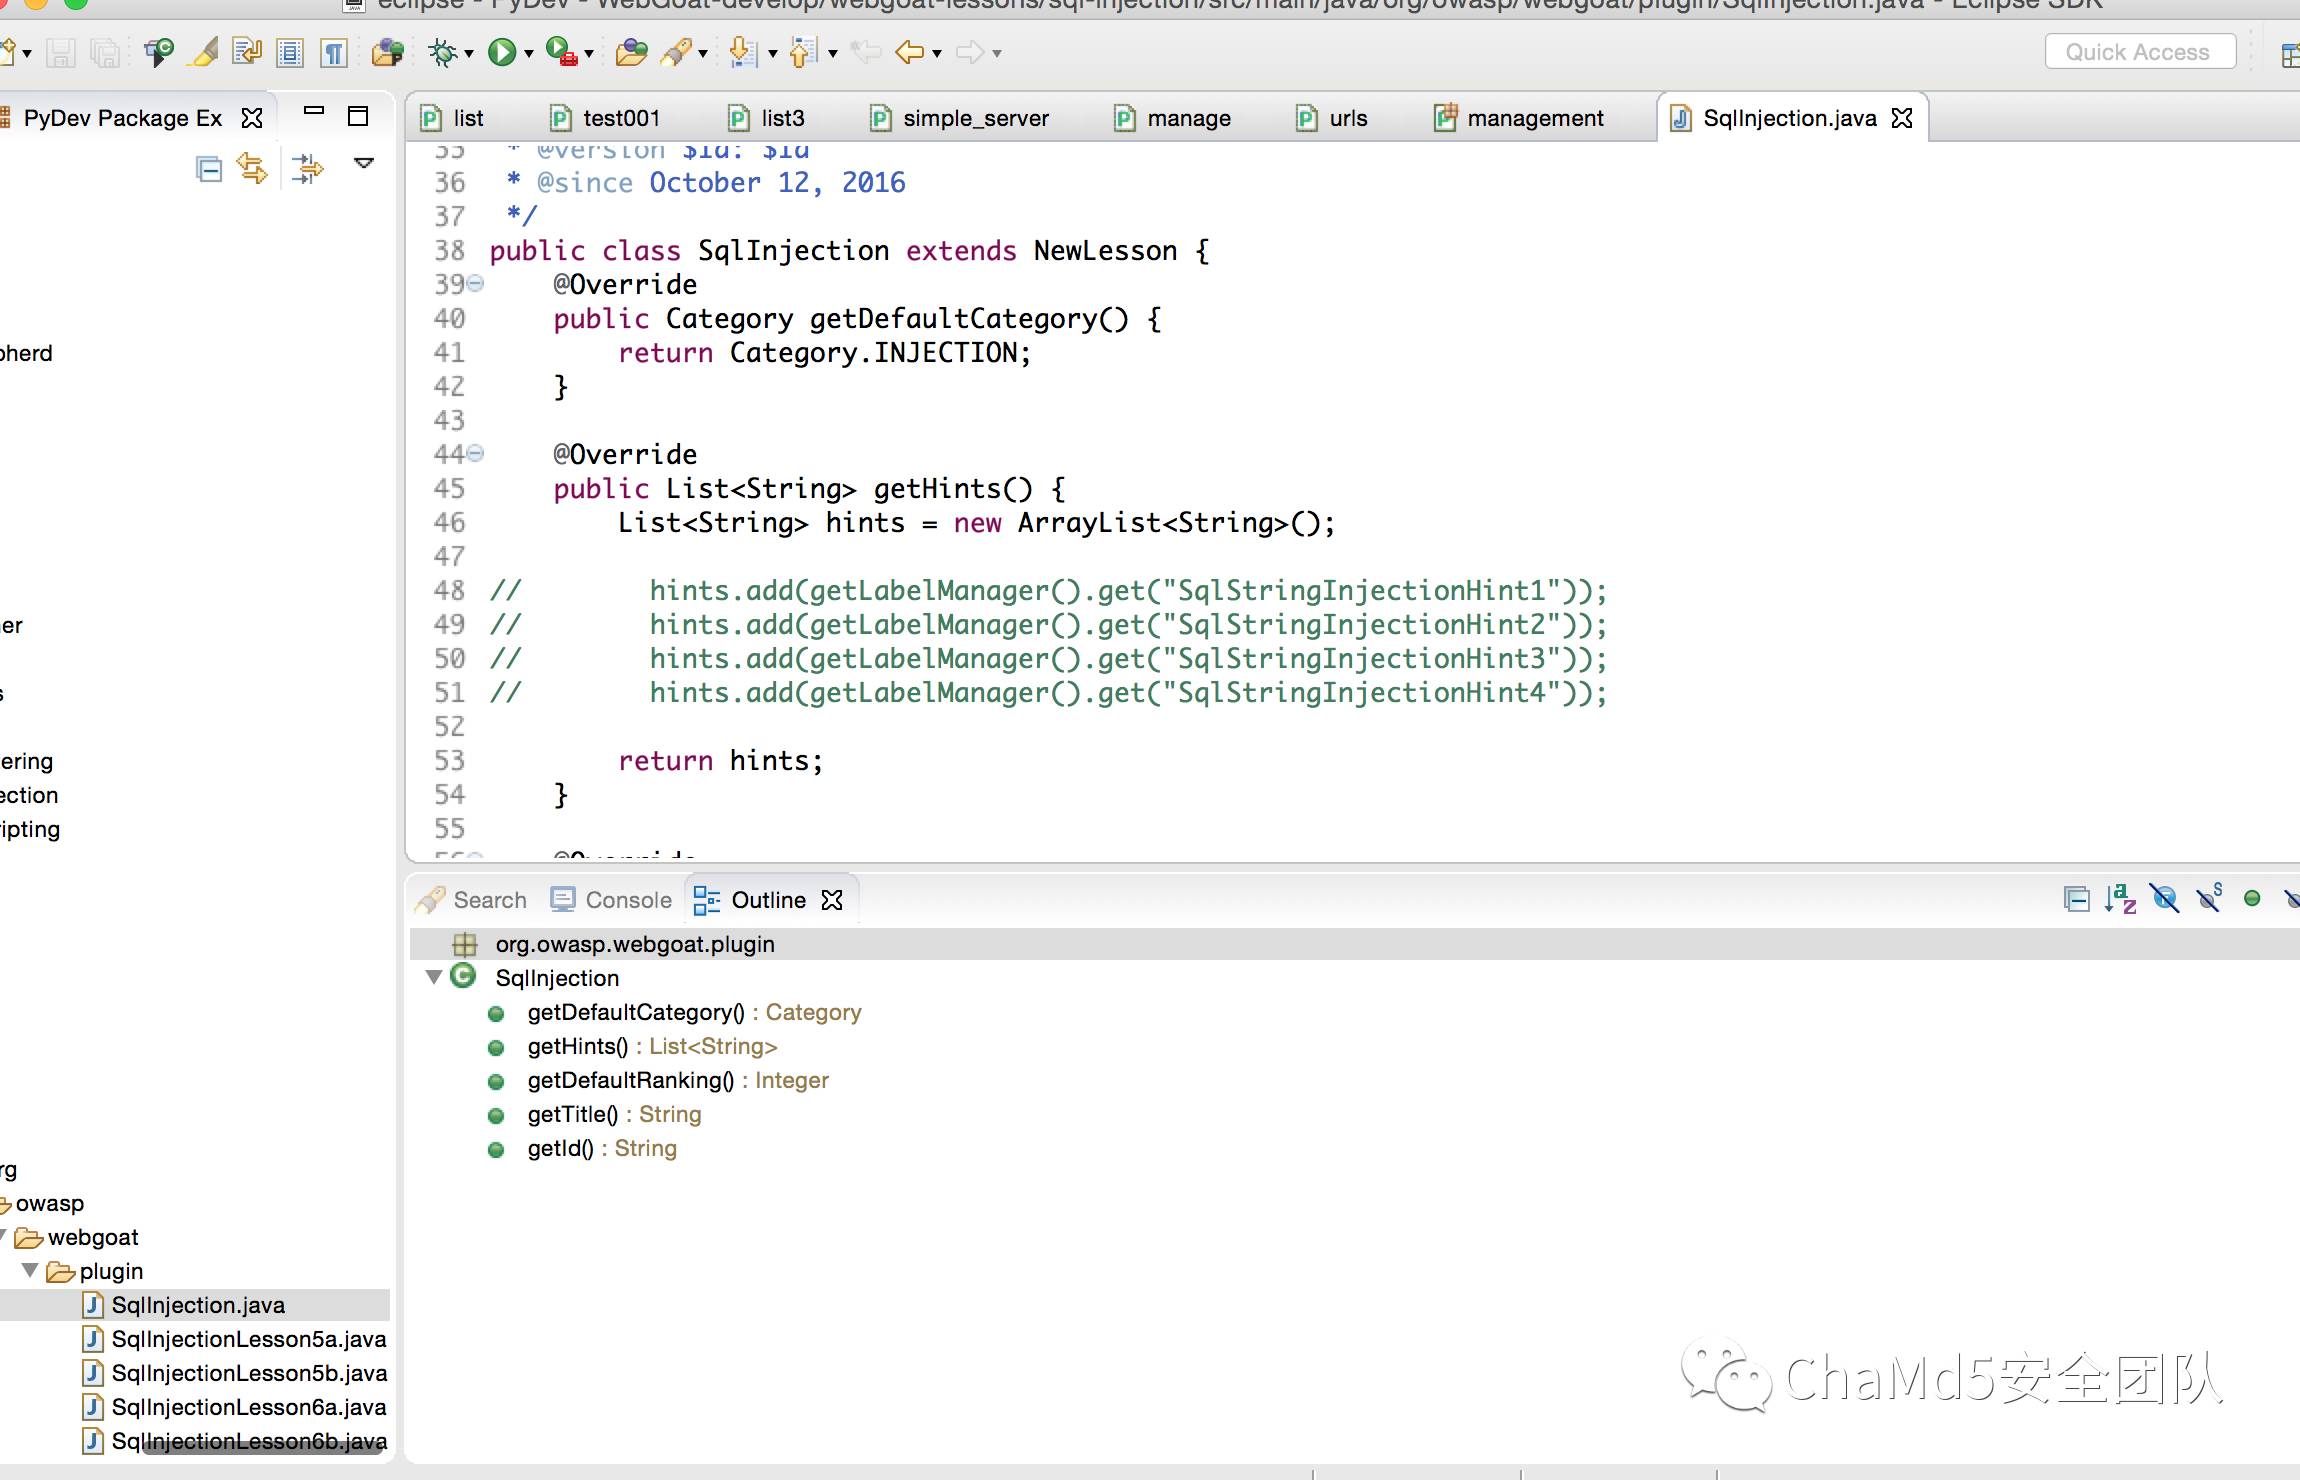 eclipse - PyDev - WebGoat-develop/webgoat-lessons/sql-injection/src/main/java/org/owasp/webgoat/plugin/SqlInjection.java - Eclipse SDK
Quick Access
PyDev Package Ex
list test001 list3 simple_server manage urls management SqlInjection.java
35 * @version $Id: $Id
36 * @since October 12, 2016
37 */
38 public class SqlInjection extends NewLesson {
39 @Override
40 public Category getDefaultCategory() {
41 return Category.INJECTION;
42 }
43
44 @Override
45 public List<String> getHints() {
46 List<String> hints = new ArrayList<String>();
47
48 // hints.add(getLabelManager().get("SqlStringInjectionHint1"));
49 // hints.add(getLabelManager().get("SqlStringInjectionHint2"));
50 // hints.add(getLabelManager().get("SqlStringInjectionHint3"));
51 // hints.add(getLabelManager().get("SqlStringInjectionHint4"));
52
53 return hints;
54 }
55
56 @Override
pherd
er
s
ering
ection
ipting
rg
owasp
webgoat
plugin
SqlInjection.java
SqlInjectionLesson5a.java
SqlInjectionLesson5b.java
SqlInjectionLesson6a.java
SqlInjectionLesson6b.java
Search Console Outline
org.owasp.webgoat.plugin
SqlInjection
getDefaultCategory() : Category
getHints() : List<String>
getDefaultRanking() : Integer
getTitle() : String
getId() : String
ChaMd5安全团队